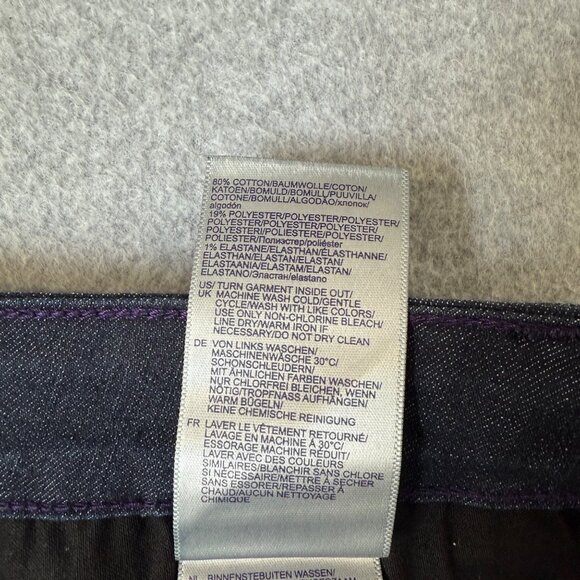 80% COTTON/BAUMWOLLE/COTON/
KATOEN/BOMULD/BOMULL/PUUVILLA/
COTONE/BOMULL/ALGODÃO/хлопок/
algodón
19% POLYESTER/POLYESTER/POLYESTER/
POLYESTER/POLYESTER/POLYESTER/
POLYESTERI/POLIESTERE/POLYESTER/
POLIÉSTER/Полиэстер/poliéster
1% ELASTANE/ELASTHAN/ÉLASTHANNE/
ELASTHAN/ELASTAN/ELASTAN/
ELASTAANIA/ELASTAM/ELASTAN/
ELASTANO/Эластан/elastano
US/ TURN GARMENT INSIDE OUT/
UK MACHINE WASH COLD/GENTLE
CYCLE/WASH WITH LIKE COLORS/
USE ONLY NON-CHLORINE BLEACH/
LINE DRY/WARM IRON IF
NECESSARY/DO NOT DRY CLEAN
DE VON LINKS WASCHEN/
MASCHINENWÄSCHE 30°C/
SCHONSCHLEUDERN/
MIT ÄHNLICHEN FARBEN WASCHEN/
NUR CHLORFREI BLEICHEN, WENN
NÖTIG/TROPFNASS AUFHÄNGEN/
WARM BÜGELN/
KEINE CHEMISCHE REINIGUNG
FR LAVER LE VÊTEMENT RETOURNÉ/
LAVAGE EN MACHINE À 30°C/
ESSORAGE MACHINE RÉDUIT/
LAVER AVEC DES COULEURS
SIMILAIRES/BLANCHIR SANS CHLORE
SI NÉCESSAIRE/METTRE À SECHER
SANS ESSORER/REPASSER À
CHAUD/AUCUN NETTOYAGE
CHIMIQUE
NL BINNENSTEBUITEN WASSEN/